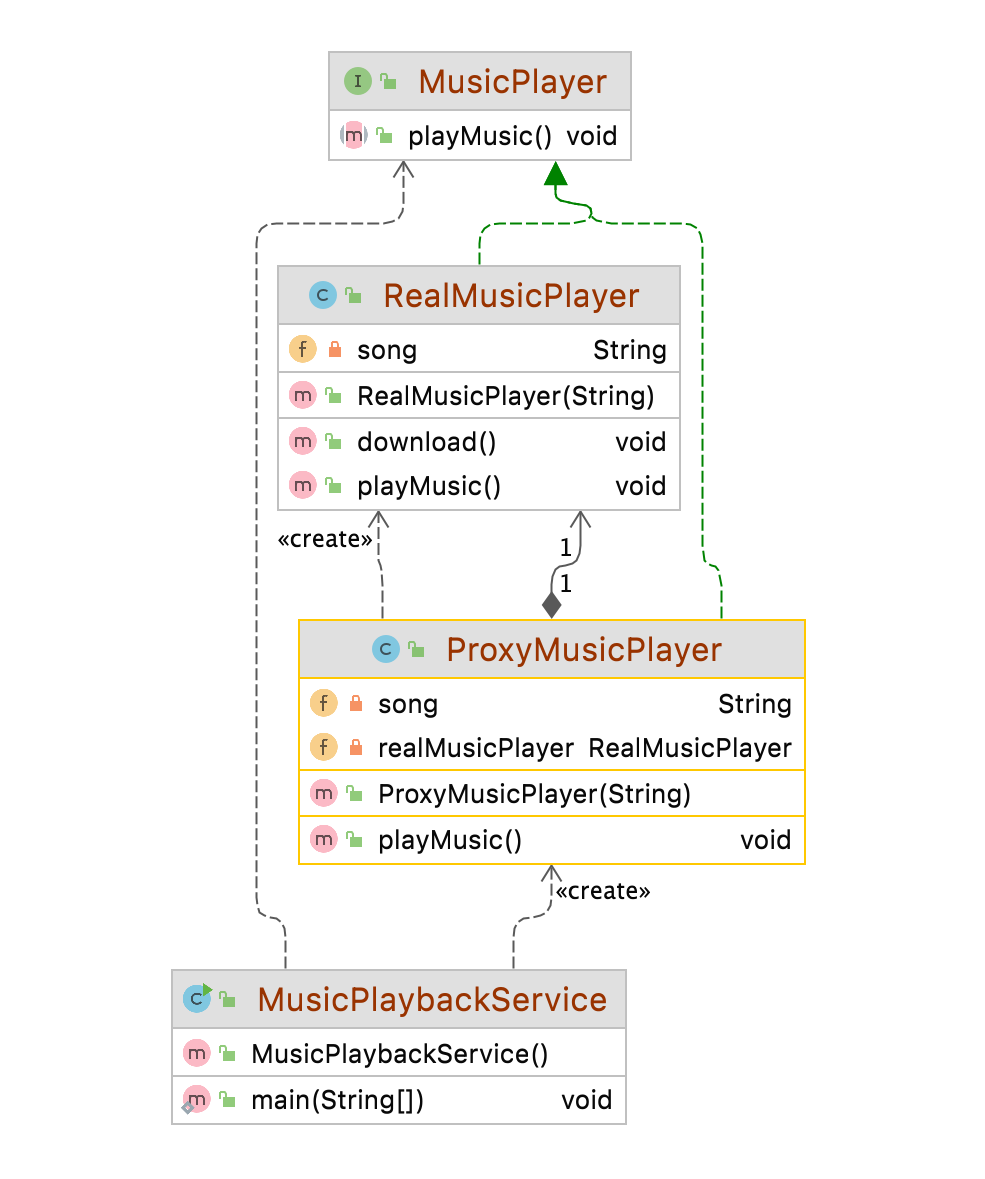 MusicPlayer
playMusic() void
RealMusicPlayer
song String
RealMusicPlayer(String)
download() void
playMusic() void
«create»
1
1
ProxyMusicPlayer
song String
realMusicPlayer RealMusicPlayer
ProxyMusicPlayer(String)
playMusic() void
«create»
MusicPlaybackService
MusicPlaybackService()
main(String[]) void